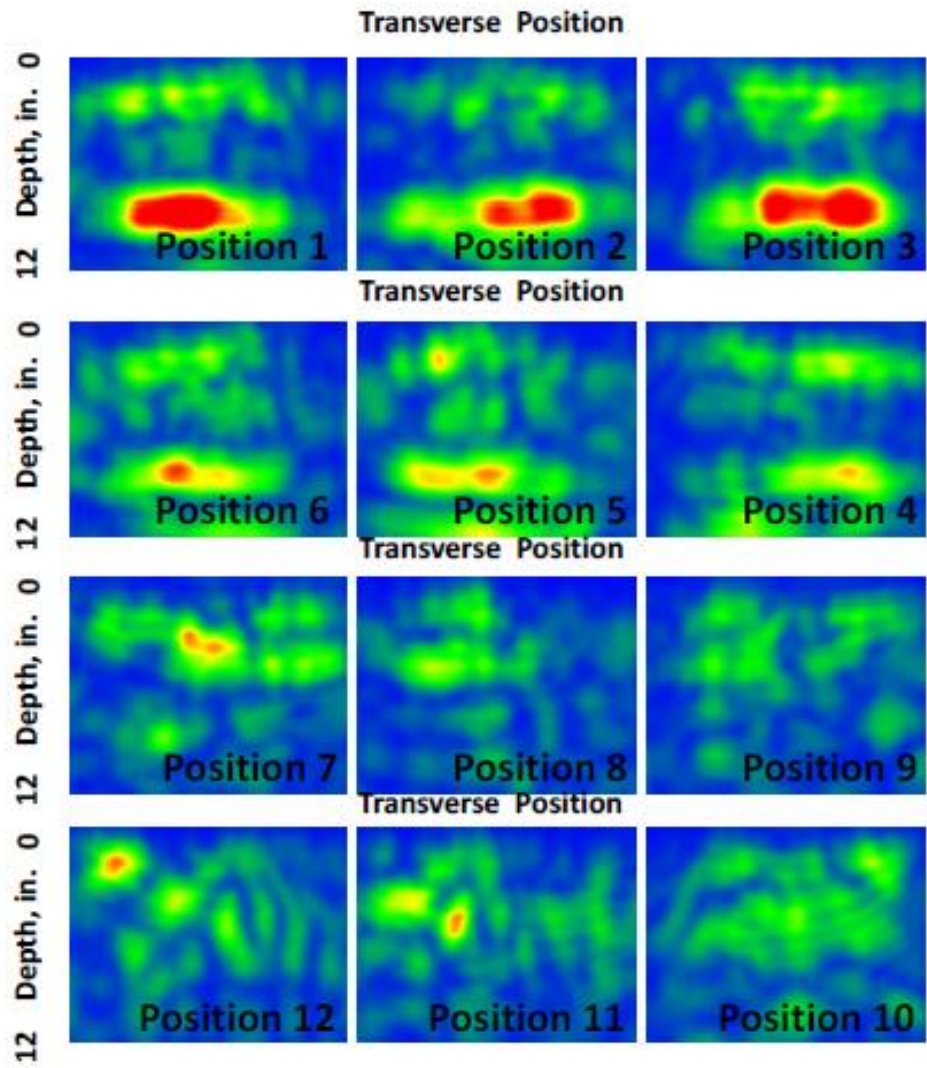 Transverse Position
Depth, in.
0
12
Position 1
Position 2
Position 3
Transverse Position
Depth, in.
0
12
Position 6
Position 5
Position 4
Transverse Position
Depth, in.
0
12
Position 7
Position 8
Position 9
Transverse Position
Depth, in.
0
12
Position 12
Position 11
Position 10